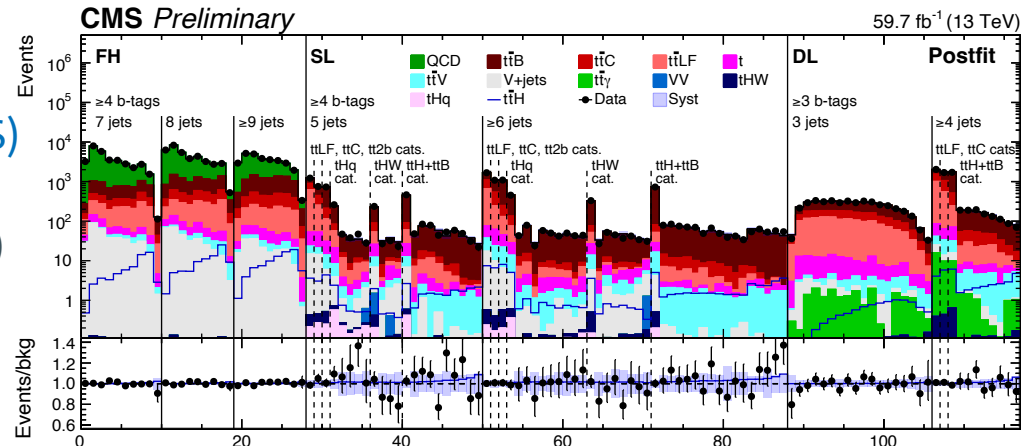 CMS Preliminary 59.7 fb⁻¹ (13 TeV)
Events
10⁶
10⁵
10⁴
10³
10²
10
1
FH SL DL Postfit
QCD tt̄B tt̄C tt̄LF t
tt̄V V+jets tt̄γ VV tHW
tHq tt̄H Data Syst
≥4 b-tags ≥4 b-tags ≥3 b-tags
7 jets 8 jets ≥9 jets 5 jets ≥6 jets 3 jets ≥4 jets
ttLF, ttC, tt2b cats. ttLF, ttC, tt2b cats. ttLF, ttC cats
tHq tHW ttH+ttB tHq tHW ttH+ttB ttH+ttB
cat. cat. cat. cat. cat. cat. cat.
Events/bkg
1.4
1.2
1.0
0.8
0.6
0 20 40 60 80 100